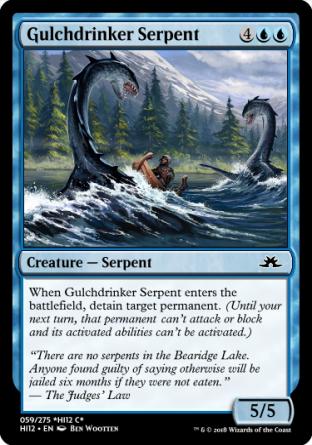 Gulchdrinker Serpent 4
Creature — Serpent
When Gulchdrinker Serpent enters the
battlefield, detain target permanent. (Until your
next turn, that permanent can't attack or block
and its activated abilities can't be activated.)
"There are no serpents in the Bearidge Lake.
Anyone found guilty of saying otherwise will be
jailed six months if they were not eaten."
— The Judges' Law
5/5
059/275 *HI12 C*
HI12 • EN Ben Wootten
™ & © 2018 Wizards of the Coast